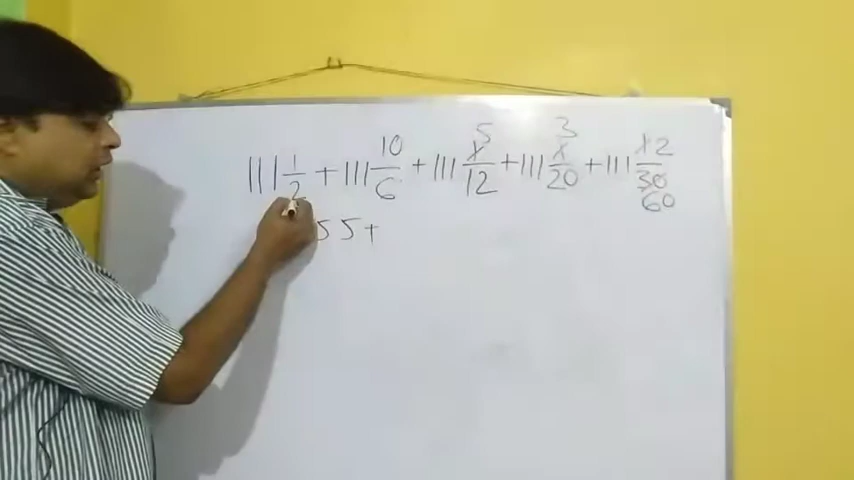 5 3
111 1/2 + 111 10/6 + 111 1/12 + 111 1/20 + 111 12/30
60
55+